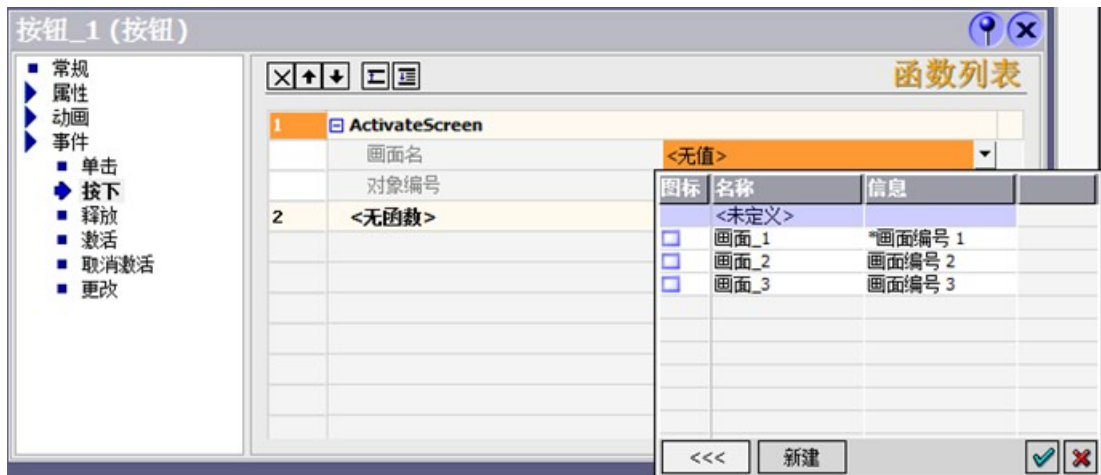 按钮_1 (按钮)
常规
属性
动画
事件
单击
按下
释放
激活
取消激活
更改
函数列表
1 ActivateScreen
画面名 <无值>
对象编号
2 <无函数>
图标 名称 信息
<未定义>
画面_1 *画面编号 1
画面_2 画面编号 2
画面_3 画面编号 3
<<< 新建